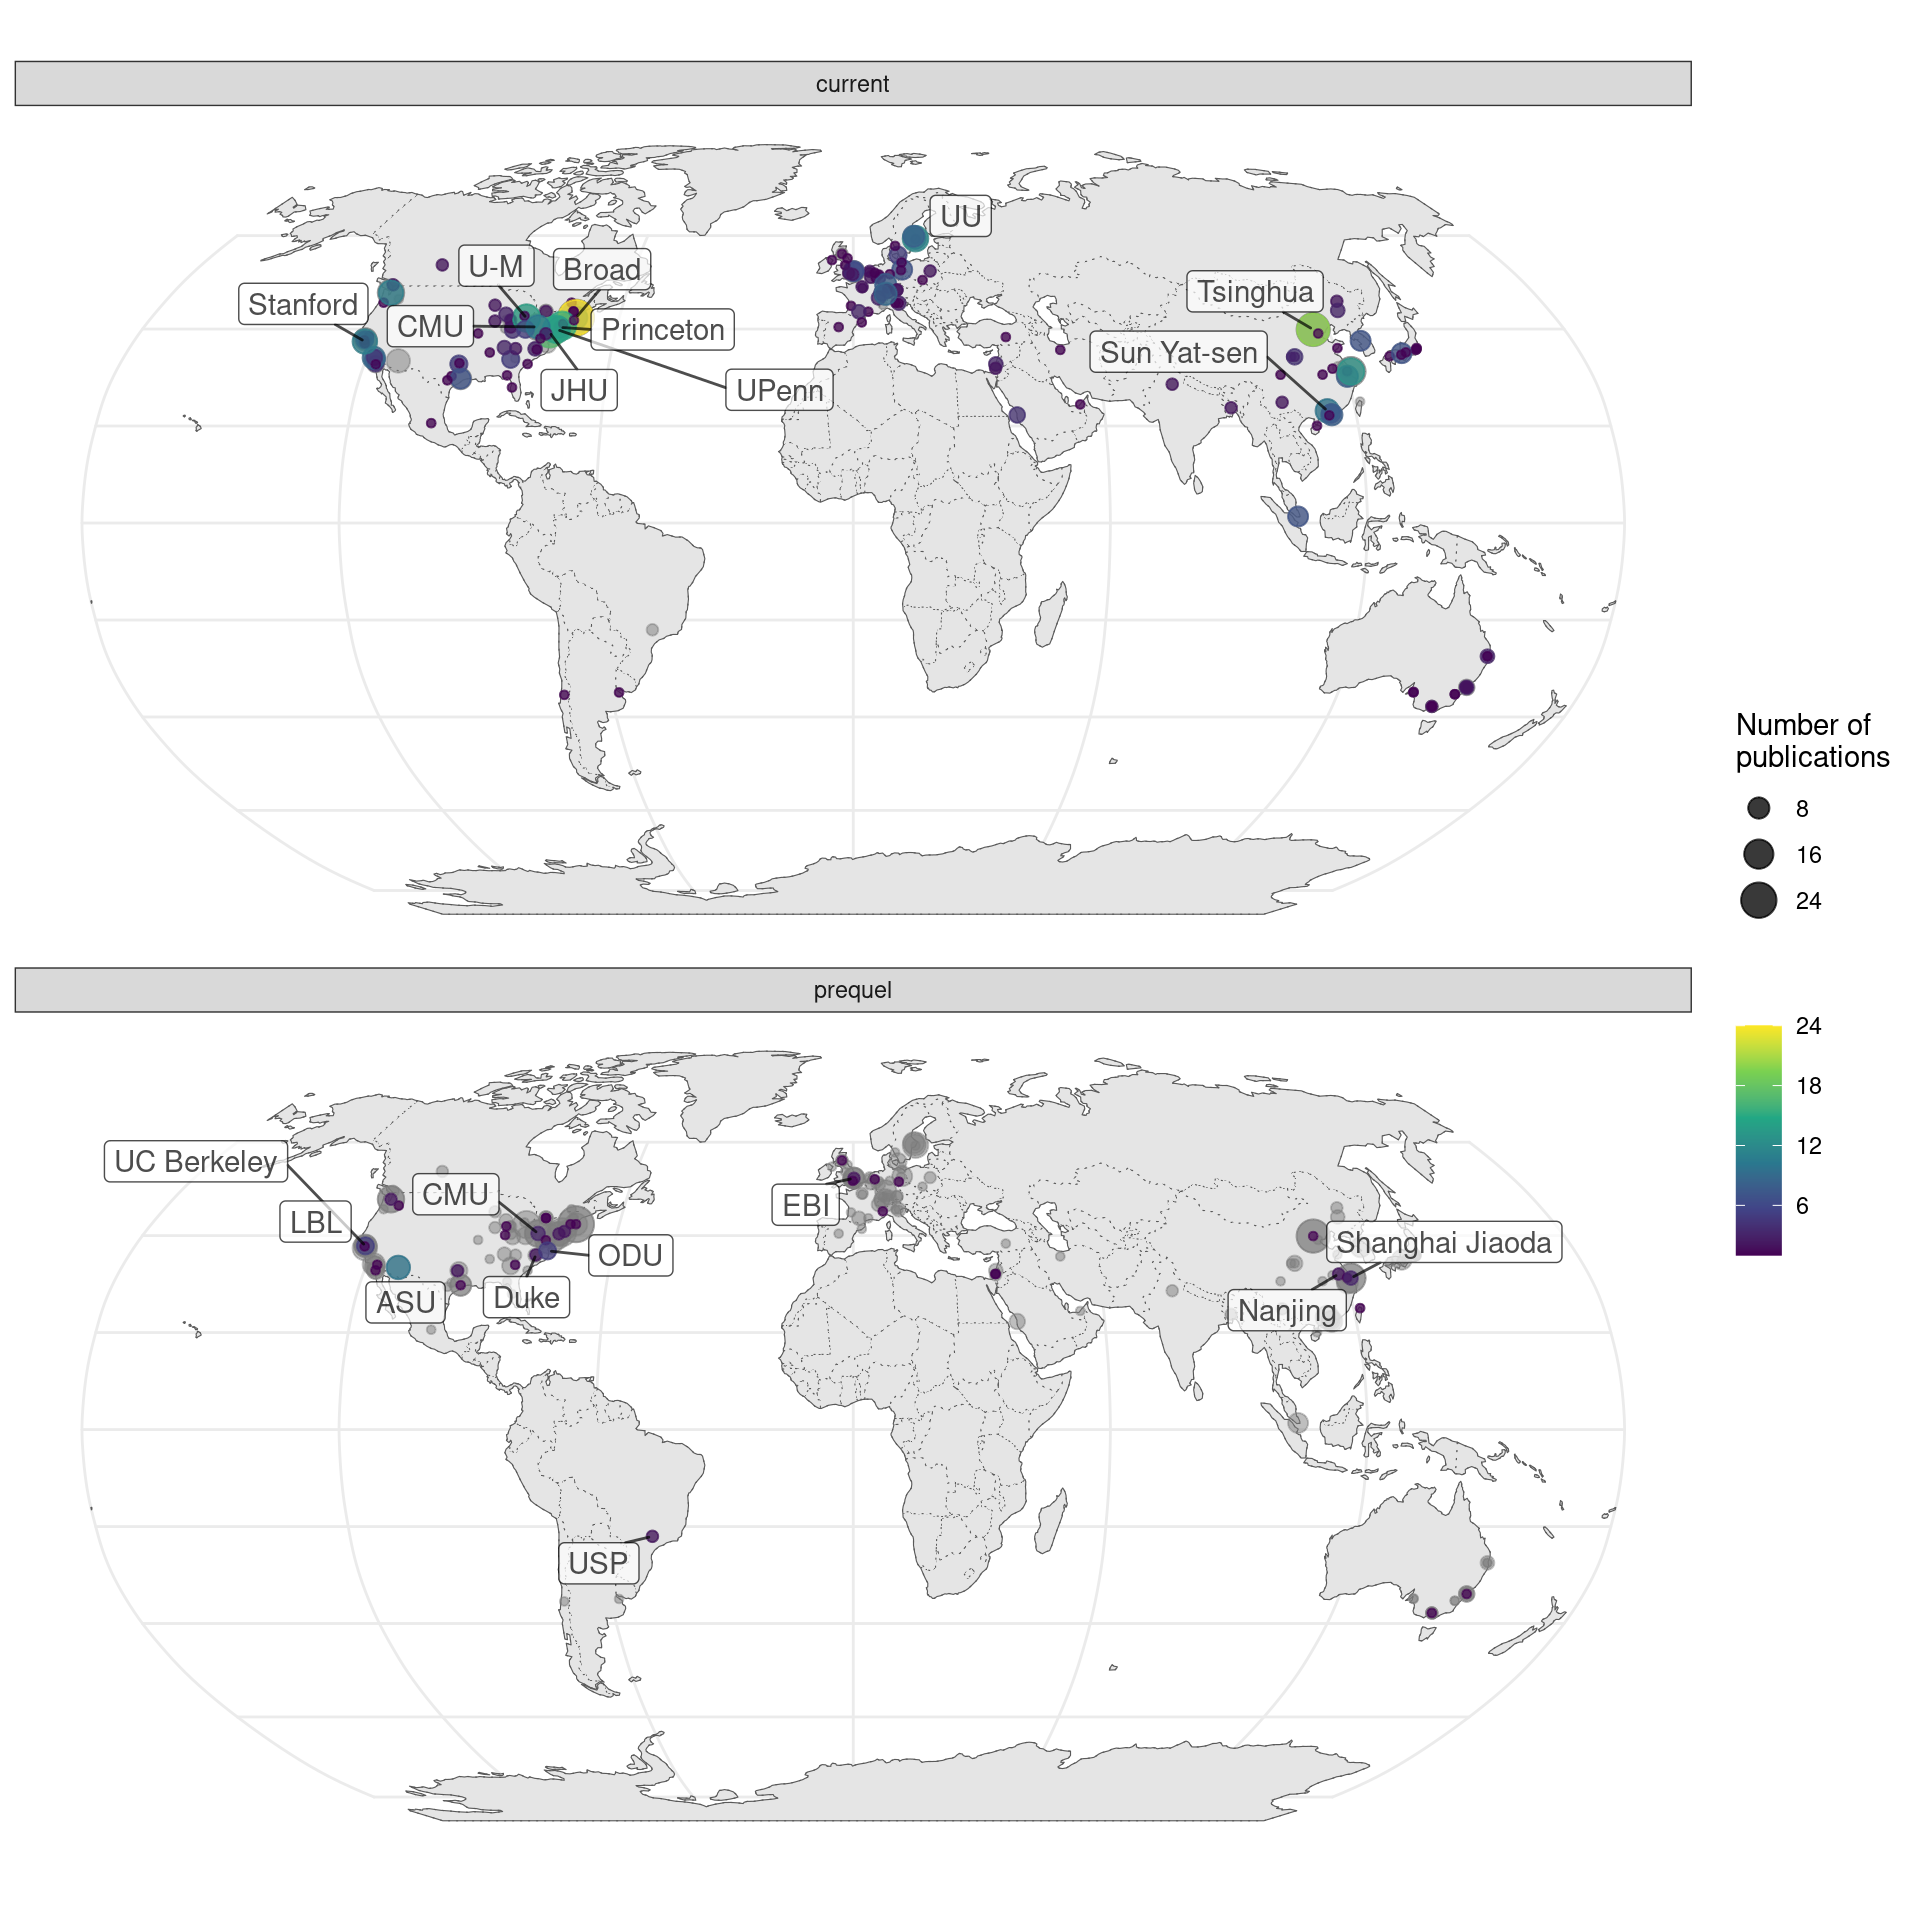 current
UU
U-M
Broad
Tsinghua
Stanford
CMU
Princeton
Sun Yat-sen
JHU
UPenn
Number of
publications
8
16
24
prequel
24
18
12
6
UC Berkeley
CMU
EBI
LBL
Shanghai Jiaoda
ODU
ASU
Duke
Nanjing
USP